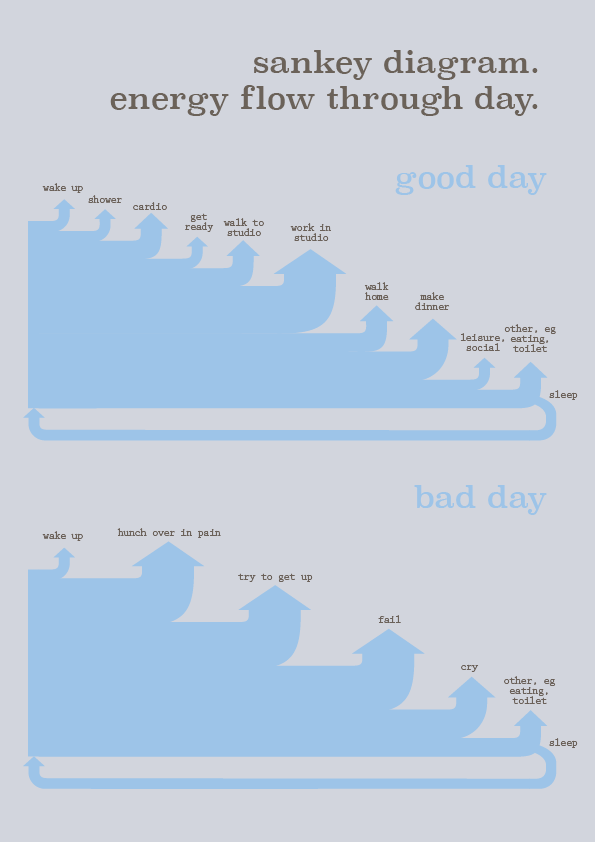 sankey diagram.
energy flow through day.
good day
wake up
shower
cardio
get
ready
walk to
studio
work in
studio
walk
home
make
dinner
leisure,
social
other, eg
eating,
toilet
sleep
bad day
wake up
hunch over in pain
try to get up
fail
cry
other, eg
eating,
toilet
sleep